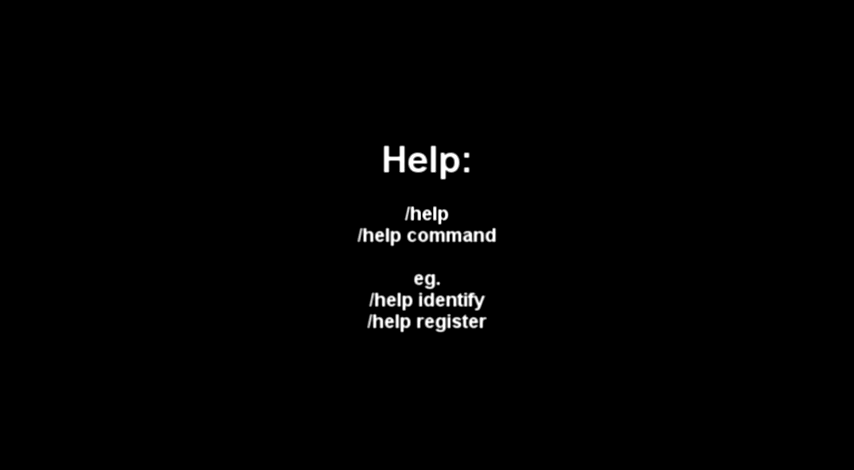 Help:
/help
/help command
eg.
/help identify
/help register